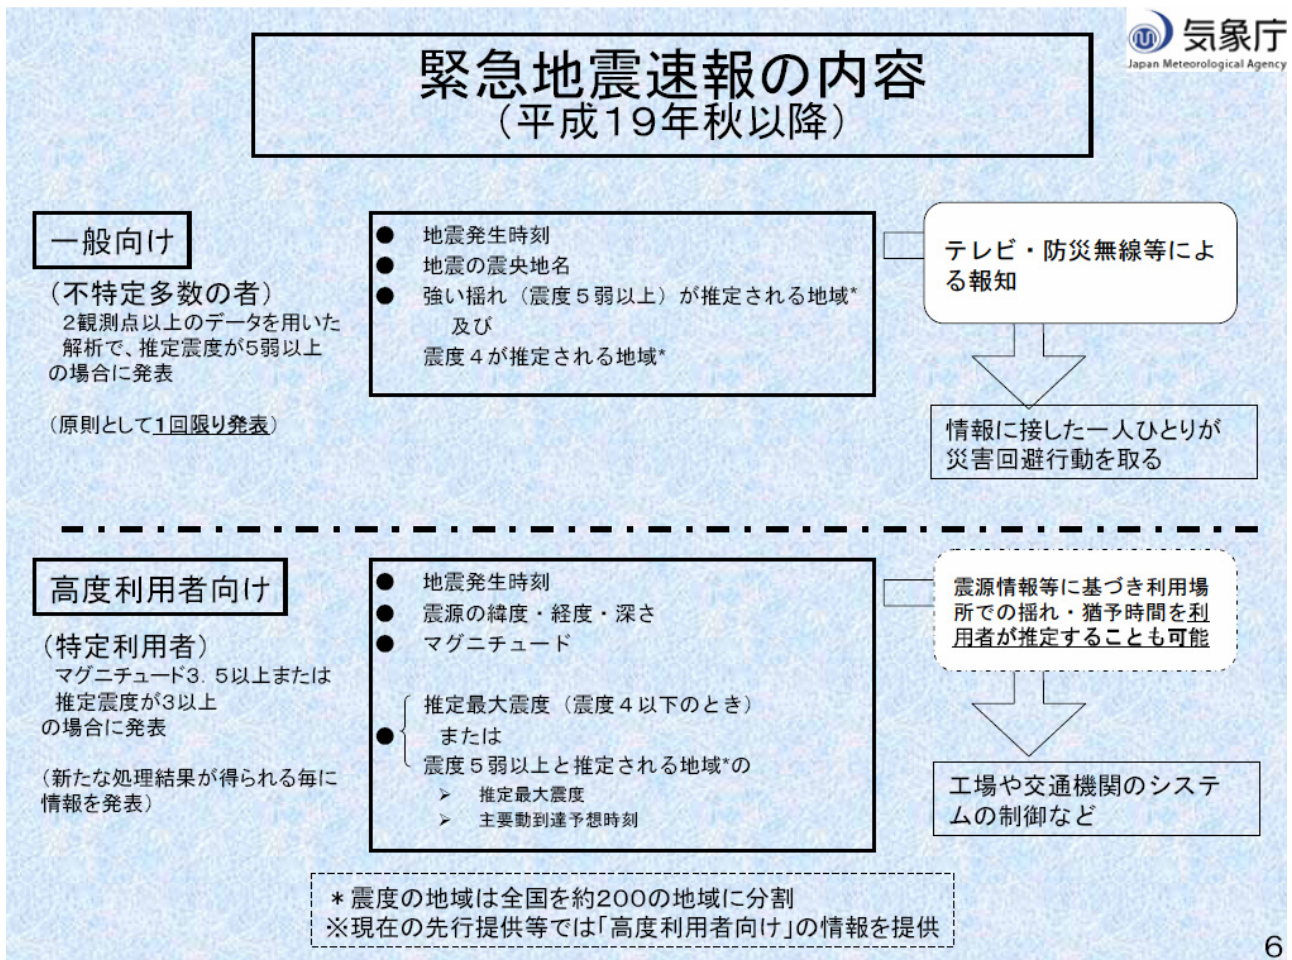 気象庁
Japan Meteorological Agency
緊急地震速報の内容
（平成１９年秋以降）
一般向け
（不特定多数の者）
２観測点以上のデータを用いた
解析で、推定震度が５弱以上
の場合に発表
（原則として１回限り発表）
● 地震発生時刻
● 地震の震央地名
● 強い揺れ（震度５弱以上）が推定される地域*
及び
震度４が推定される地域*
テレビ・防災無線等によ
る報知
情報に接した一人ひとりが
災害回避行動を取る
高度利用者向け
（特定利用者）
マグニチュード３．５以上または
推定震度が３以上
の場合に発表
（新たな処理結果が得られる毎に
情報を発表）
● 地震発生時刻
● 震源の緯度・経度・深さ
● マグニチュード
● 推定最大震度（震度４以下のとき）
または
震度５弱以上と推定される地域*の
➢ 推定最大震度
➢ 主要動到達予想時刻
震源情報等に基づき利用場
所での揺れ・猶予時間を利
用者が推定することも可能
工場や交通機関のシステ
ムの制御など
＊震度の地域は全国を約２００の地域に分割
※現在の先行提供等では「高度利用者向け」の情報を提供
6